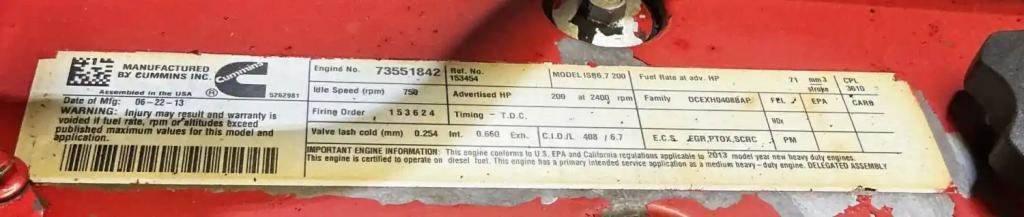 MANUFACTURED
BY CUMMINS INC.
Cummins
®
Assembled in the USA
5262981
Date of Mfg: 06-22-13
WARNING: Injury may result and warranty is
voided if fuel rate, rpm or altitudes exceed
published maximum values for this model and
application.
Engine No. 73551842
Ref. No.
153454
MODEL ISB6.7 200
Fuel Rate at adv. HP 71 mm3
stroke
CPL
3610
Idle Speed (rpm) 750
Advertised HP 200 at 2400 rpm
Family DCEXH0408BAP
FEL
EPA
CARB
Firing Order 153624
Timing - T.D.C.
NOx
Valve lash cold (mm) 0.254 Int. 0.660 Exh.
C.I.D./L 408 / 6.7
E.C.S. EGR,PTOX,SCRC
PM
IMPORTANT ENGINE INFORMATION: This engine conforms to U.S. EPA and California regulations applicable to 2013 model year new heavy duty engines.
This engine is certified to operate on diesel fuel. This engine has a primary intended service application as a medium heavy-duty engine. DELEGATED ASSEMBLY